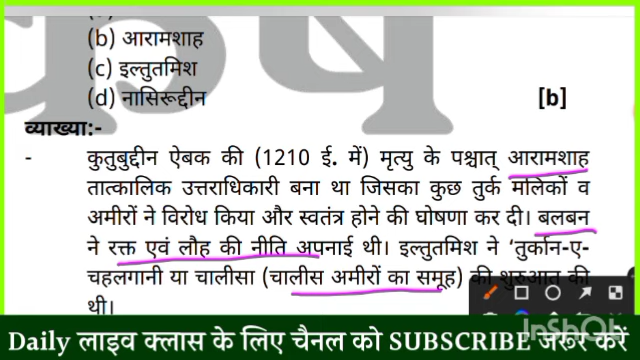 (b) आरामशाह
(c) इल्तुतमिश
(d) नासिरूद्दीन [b]
व्याख्या:-
- कुतुबुद्दीन ऐबक की (1210 ई. में) मृत्यु के पश्चात् आरामशाह
तात्कालिक उत्तराधिकारी बना था जिसका कुछ तुर्क मलिकों व
अमीरों ने विरोध किया और स्वतंत्र होने की घोषणा कर दी। बलबन
ने रक्त एवं लौह की नीति अपनाई थी। इल्तुतमिश ने ‘तुर्कान-ए-
चहलगानी या चालीसा (चालीस अमीरों का समूह) की शुरुआत की
थी।
InShOt
Daily लाइव क्लास के लिए चैनल को SUBSCRIBE जरूर करें